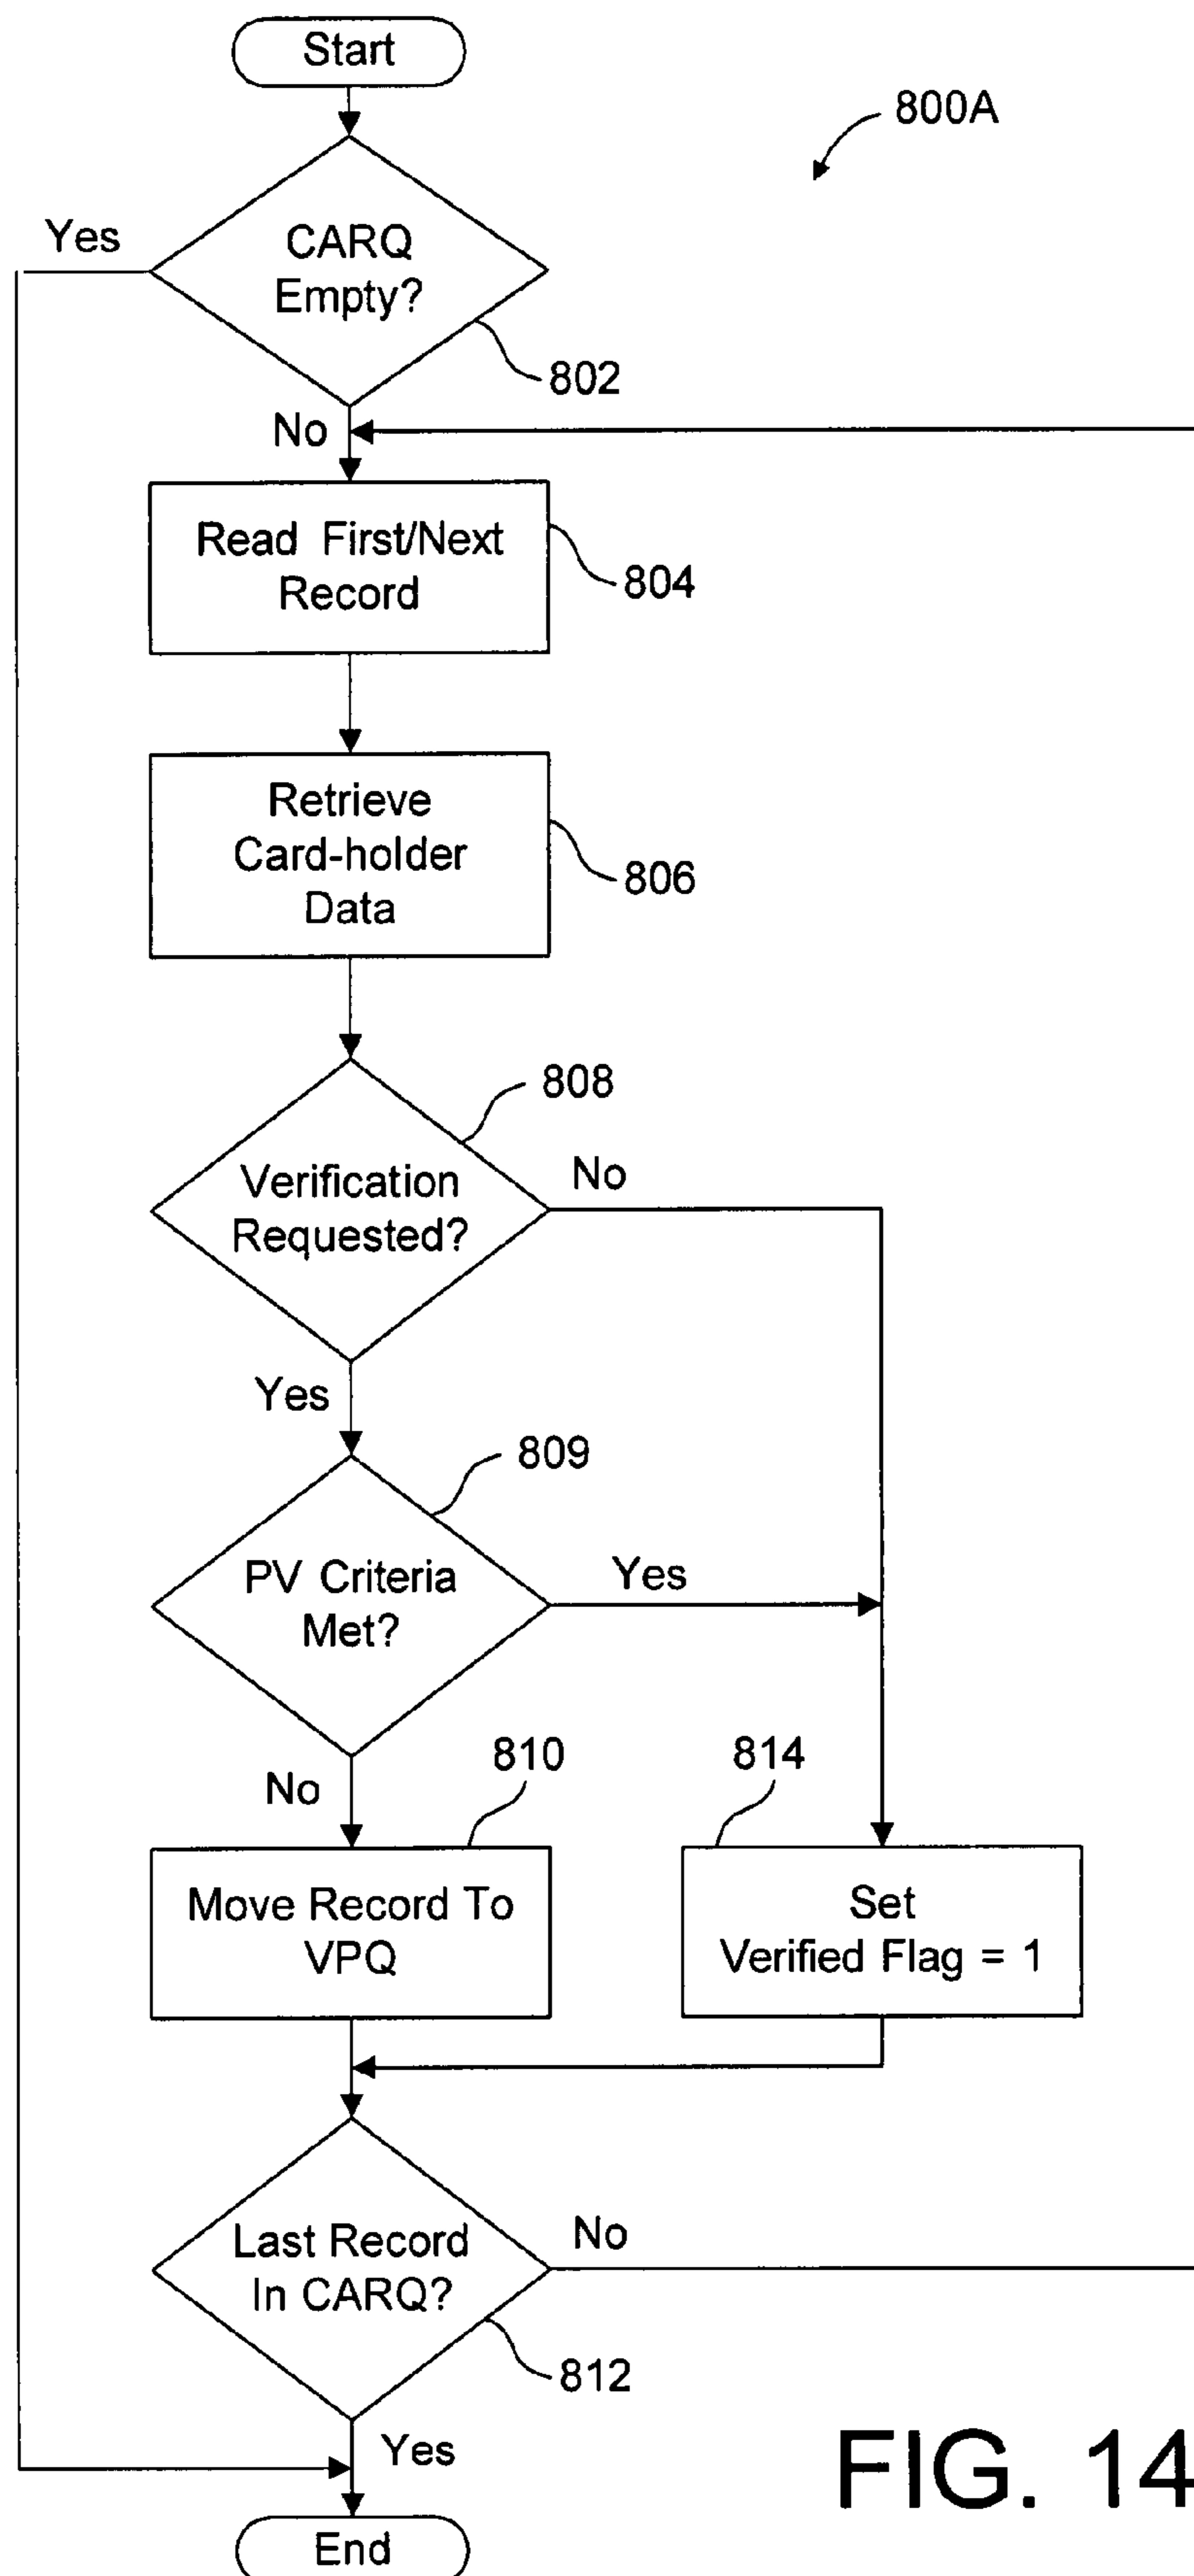 Start
800A
Yes
CARQ
Empty?
802
No
Read First/Next
Record
804
Retrieve
Card-holder
Data
806
808
Verification
Requested?
No
Yes
809
PV Criteria
Met?
Yes
No
810
814
Move Record To
VPQ
Set
Verified Flag = 1
Last Record
In CARQ?
No
812
Yes
FIG. 14
End